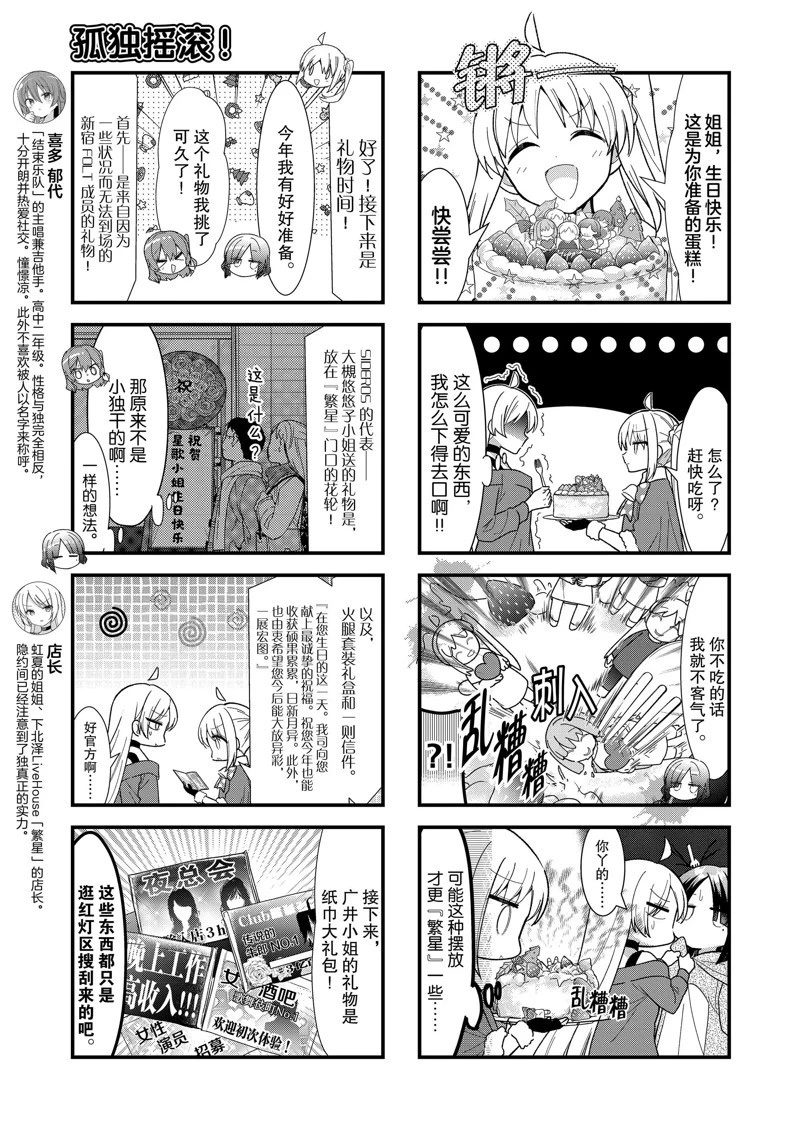 孤独摇滚！
喜多 郁代
「结束乐队」的主唱兼吉他手。高中二年级。性格与独完全相反，
十分开朗并热爱社交。憧憬凉。此外不喜欢被人以名字来称呼。
店长
虹夏的姐姐、下北泽LiveHouse「繁星」的店长。
隐约间已经注意到了独真正的实力。
锵
姐姐，生日快乐！
这是为你准备的蛋糕！
快尝尝!!
怎么了？
赶快吃呀。
这么可爱的东西，
我怎么下得去口啊!!
你不吃的话
我就不客气了。
刺入
乱糟糟
?!
你丫的…
可能这种摆放
才更『繁星』一些……
乱糟糟
好了！接下来是
礼物时间！
今年我有好好准备。
这个礼物我挑了
可久了！
首先——是来自因为
一些状况而无法到场的
新宿 FOLT 成员的礼物！
SIDEROS 的代表——
大槻悠悠子小姐送的礼物是，
放在『繁星』门口的花轮！
这是什么？
祝
祝贺
星歌小姐生日快乐
那原来不是
小独干的啊……
一样的想法。
以及，
火腿套装礼盒和一则信件。
『在您生日的这一天。我司向您
献上最诚挚的祝福。祝您今年也能
收获硕果累累，日新月异。此外，
也由衷希望您今后能大放异彩，
一展宏图。』
好官方啊……
接下来，
广井小姐的礼物是
纸巾大礼包！
夜总会
Club
传说的
牛郎 NO.1
晚上工作
高收入!!!
女 酒吧
No.1
欢迎初次体验！
女性
演员
招募
这些东西都只是
逛红灯区搜刮来的吧。